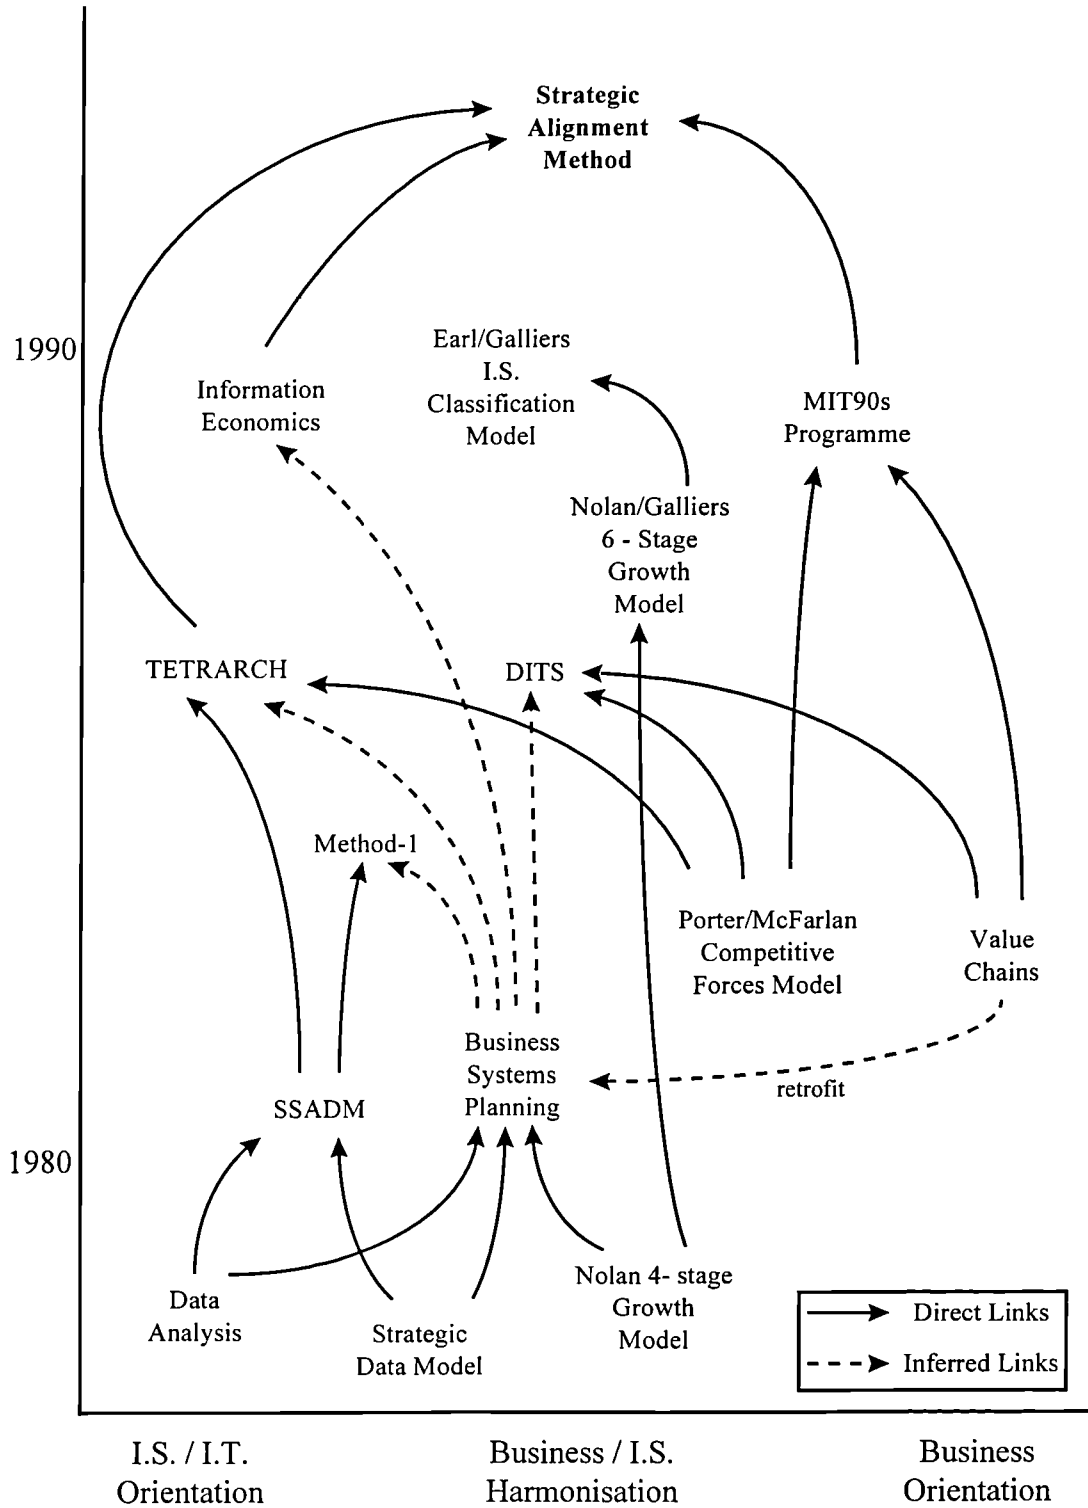 Strategic
Alignment
Method
1990
Earl/Galliers
I.S.
Classification
Model
Information
Economics
MIT90s
Programme
Nolan/Galliers
6 - Stage
Growth
Model
TETRARCH
DITS
Method-1
Porter/McFarlan
Competitive
Forces Model
Value
Chains
Business
Systems
Planning
retrofit
SSADM
1980
Data
Analysis
Strategic
Data Model
Nolan 4- stage
Growth
Model
Direct Links
Inferred Links
I.S. / I.T.
Orientation
Business / I.S.
Harmonisation
Business
Orientation